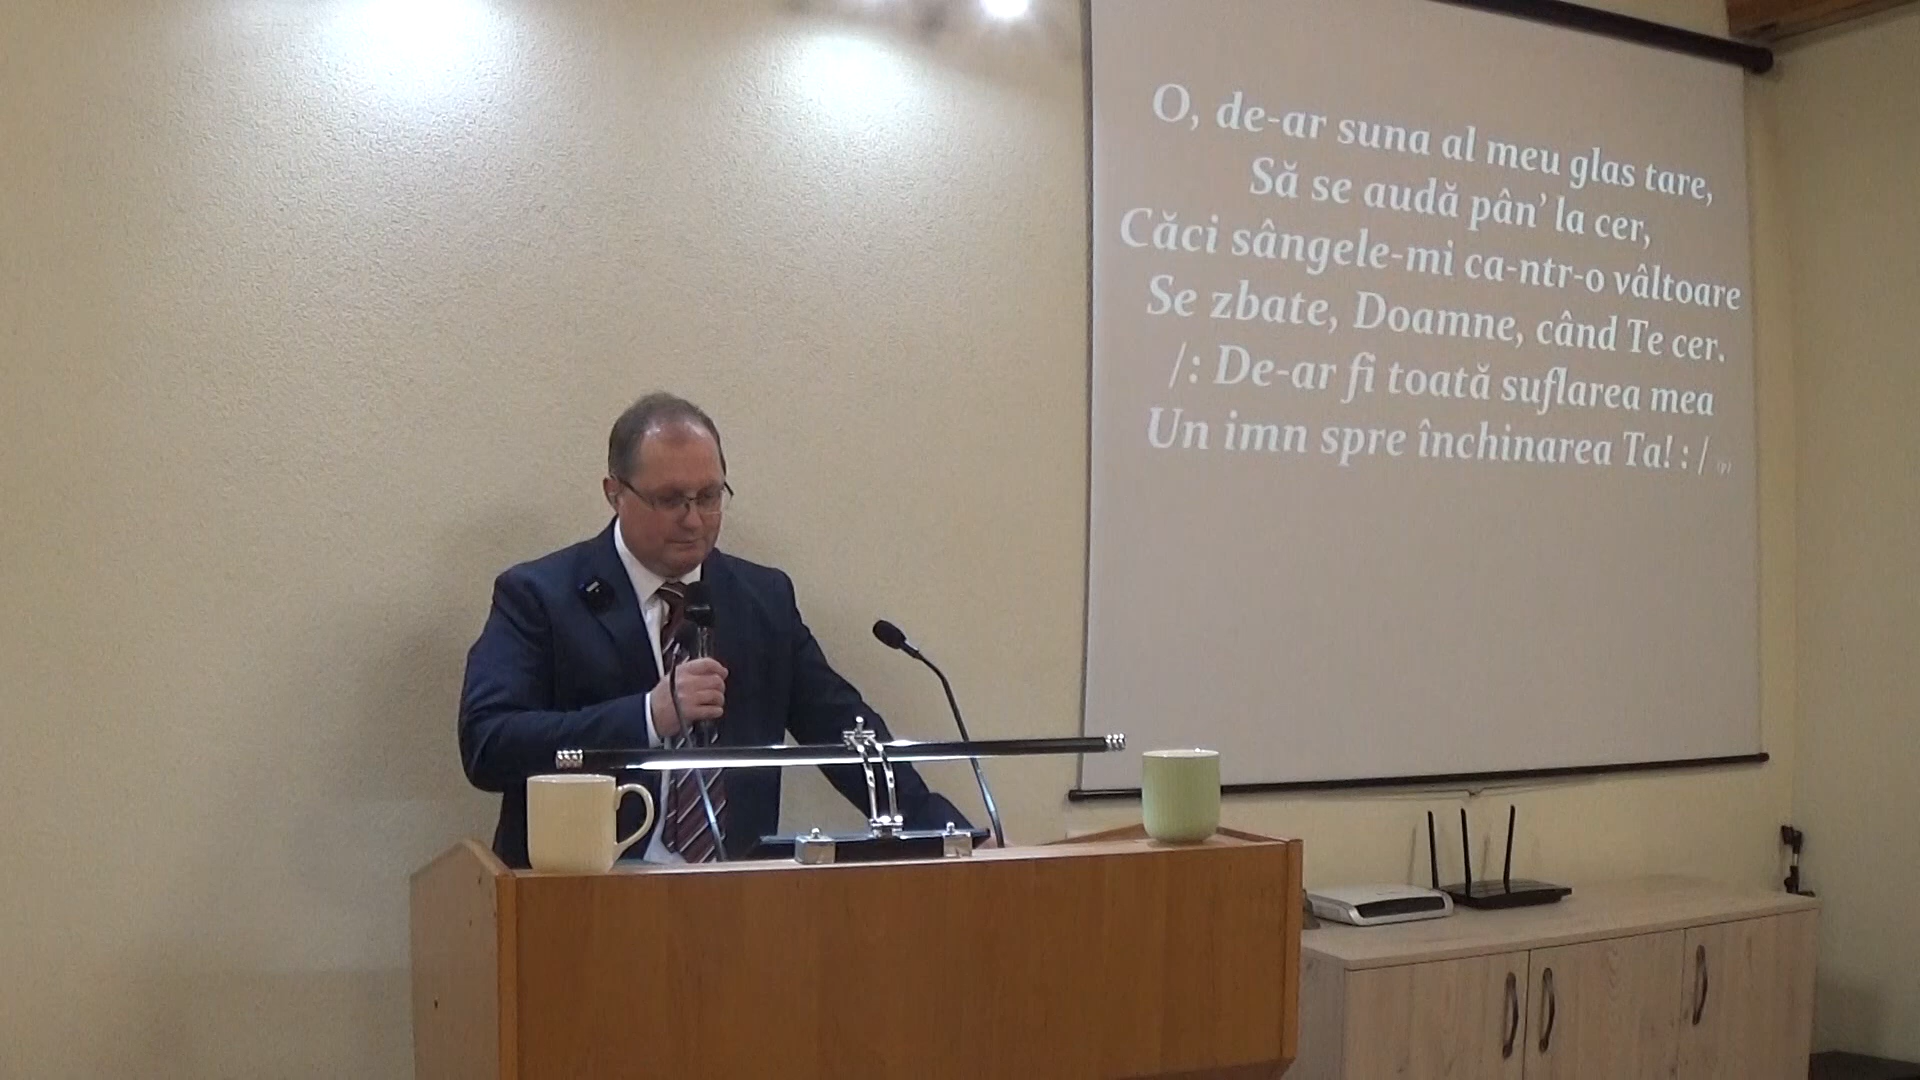 O, de-ar suna al meu glas tare,
Să se audă pân’ la cer,
Căci sângele-mi ca-ntr-o vâltoare
Se zbate, Doamne, când Te cer.
/: De-ar fi toată suflarea mea
Un imn spre închinarea Ta! : /